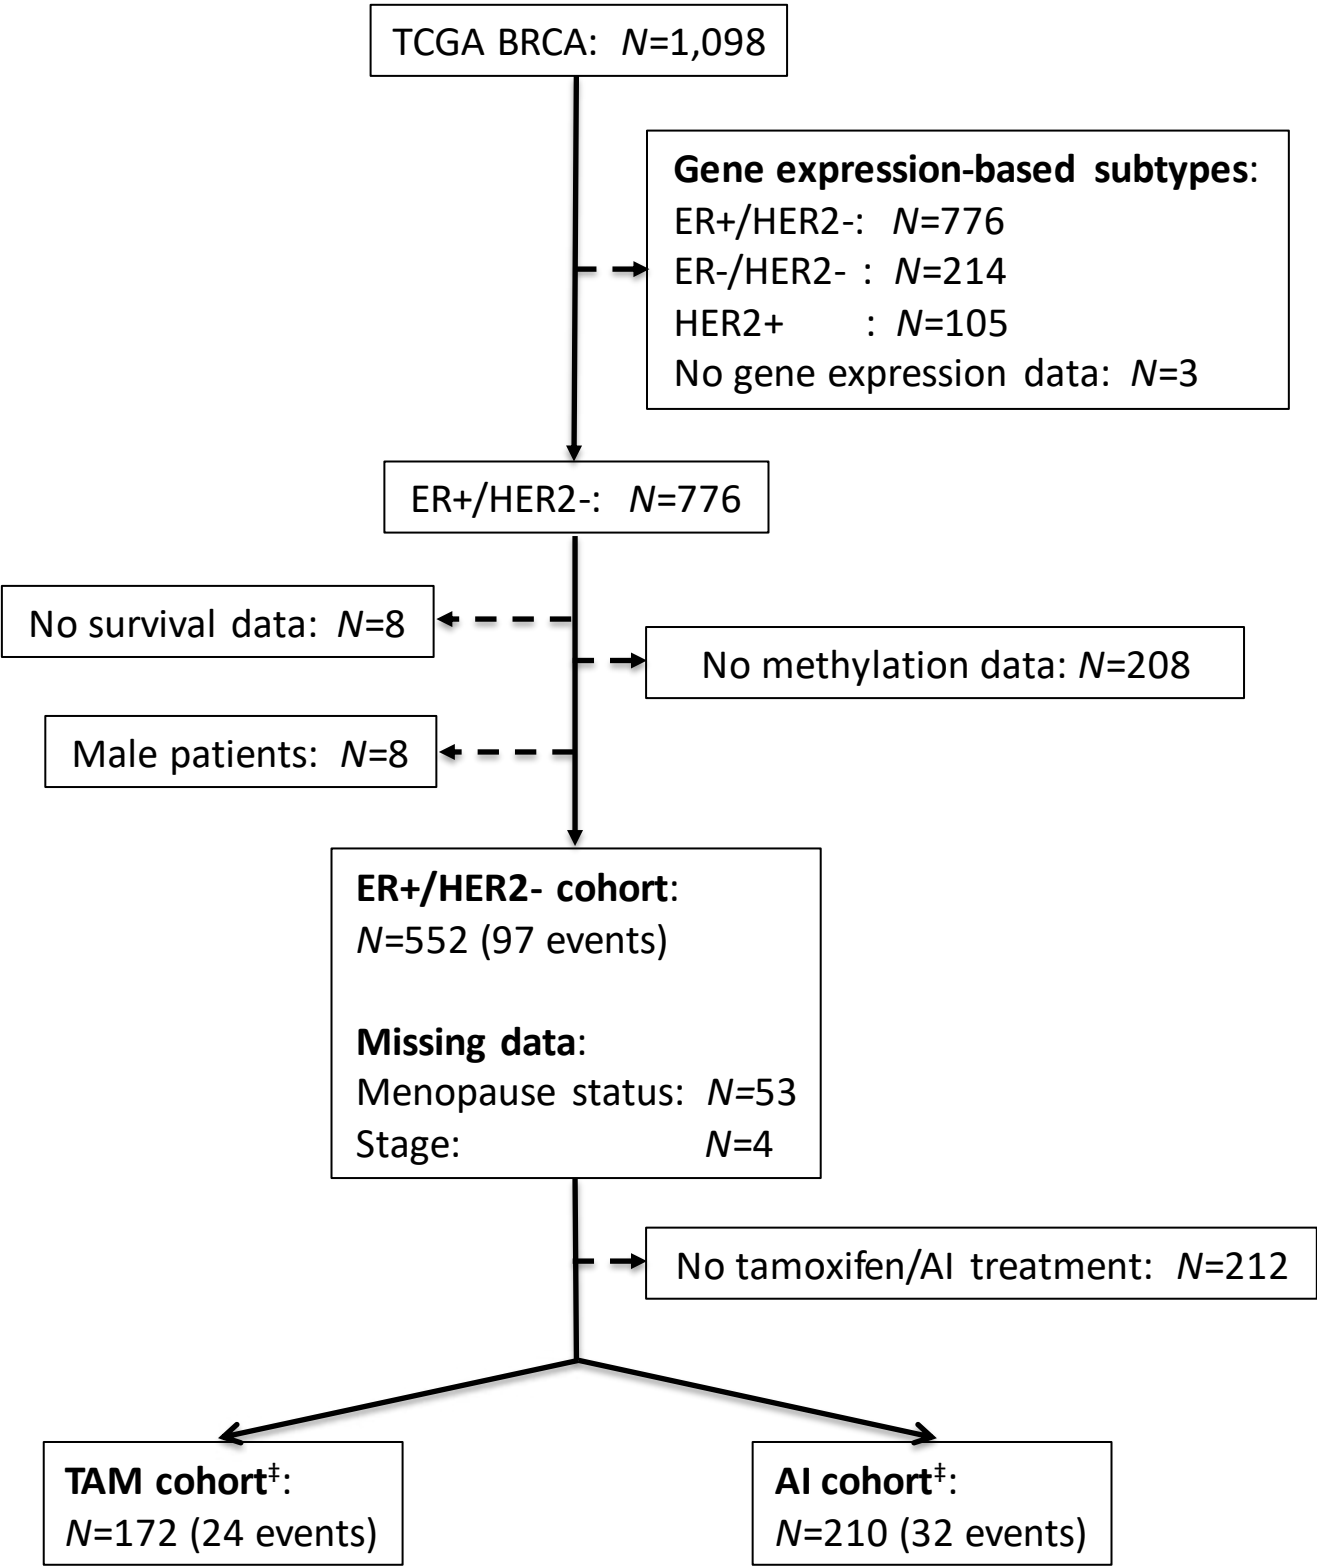 TCGA BRCA: N=1,098
Gene expression-based subtypes:
ER+/HER2-: N=776
ER-/HER2- : N=214
HER2+ : N=105
No gene expression data: N=3
ER+/HER2-: N=776
No survival data: N=8
No methylation data: N=208
Male patients: N=8
ER+/HER2- cohort:
N=552 (97 events)
Missing data:
Menopause status: N=53
Stage: N=4
No tamoxifen/AI treatment: N=212
TAM cohort‡:
N=172 (24 events)
AI cohort‡:
N=210 (32 events)